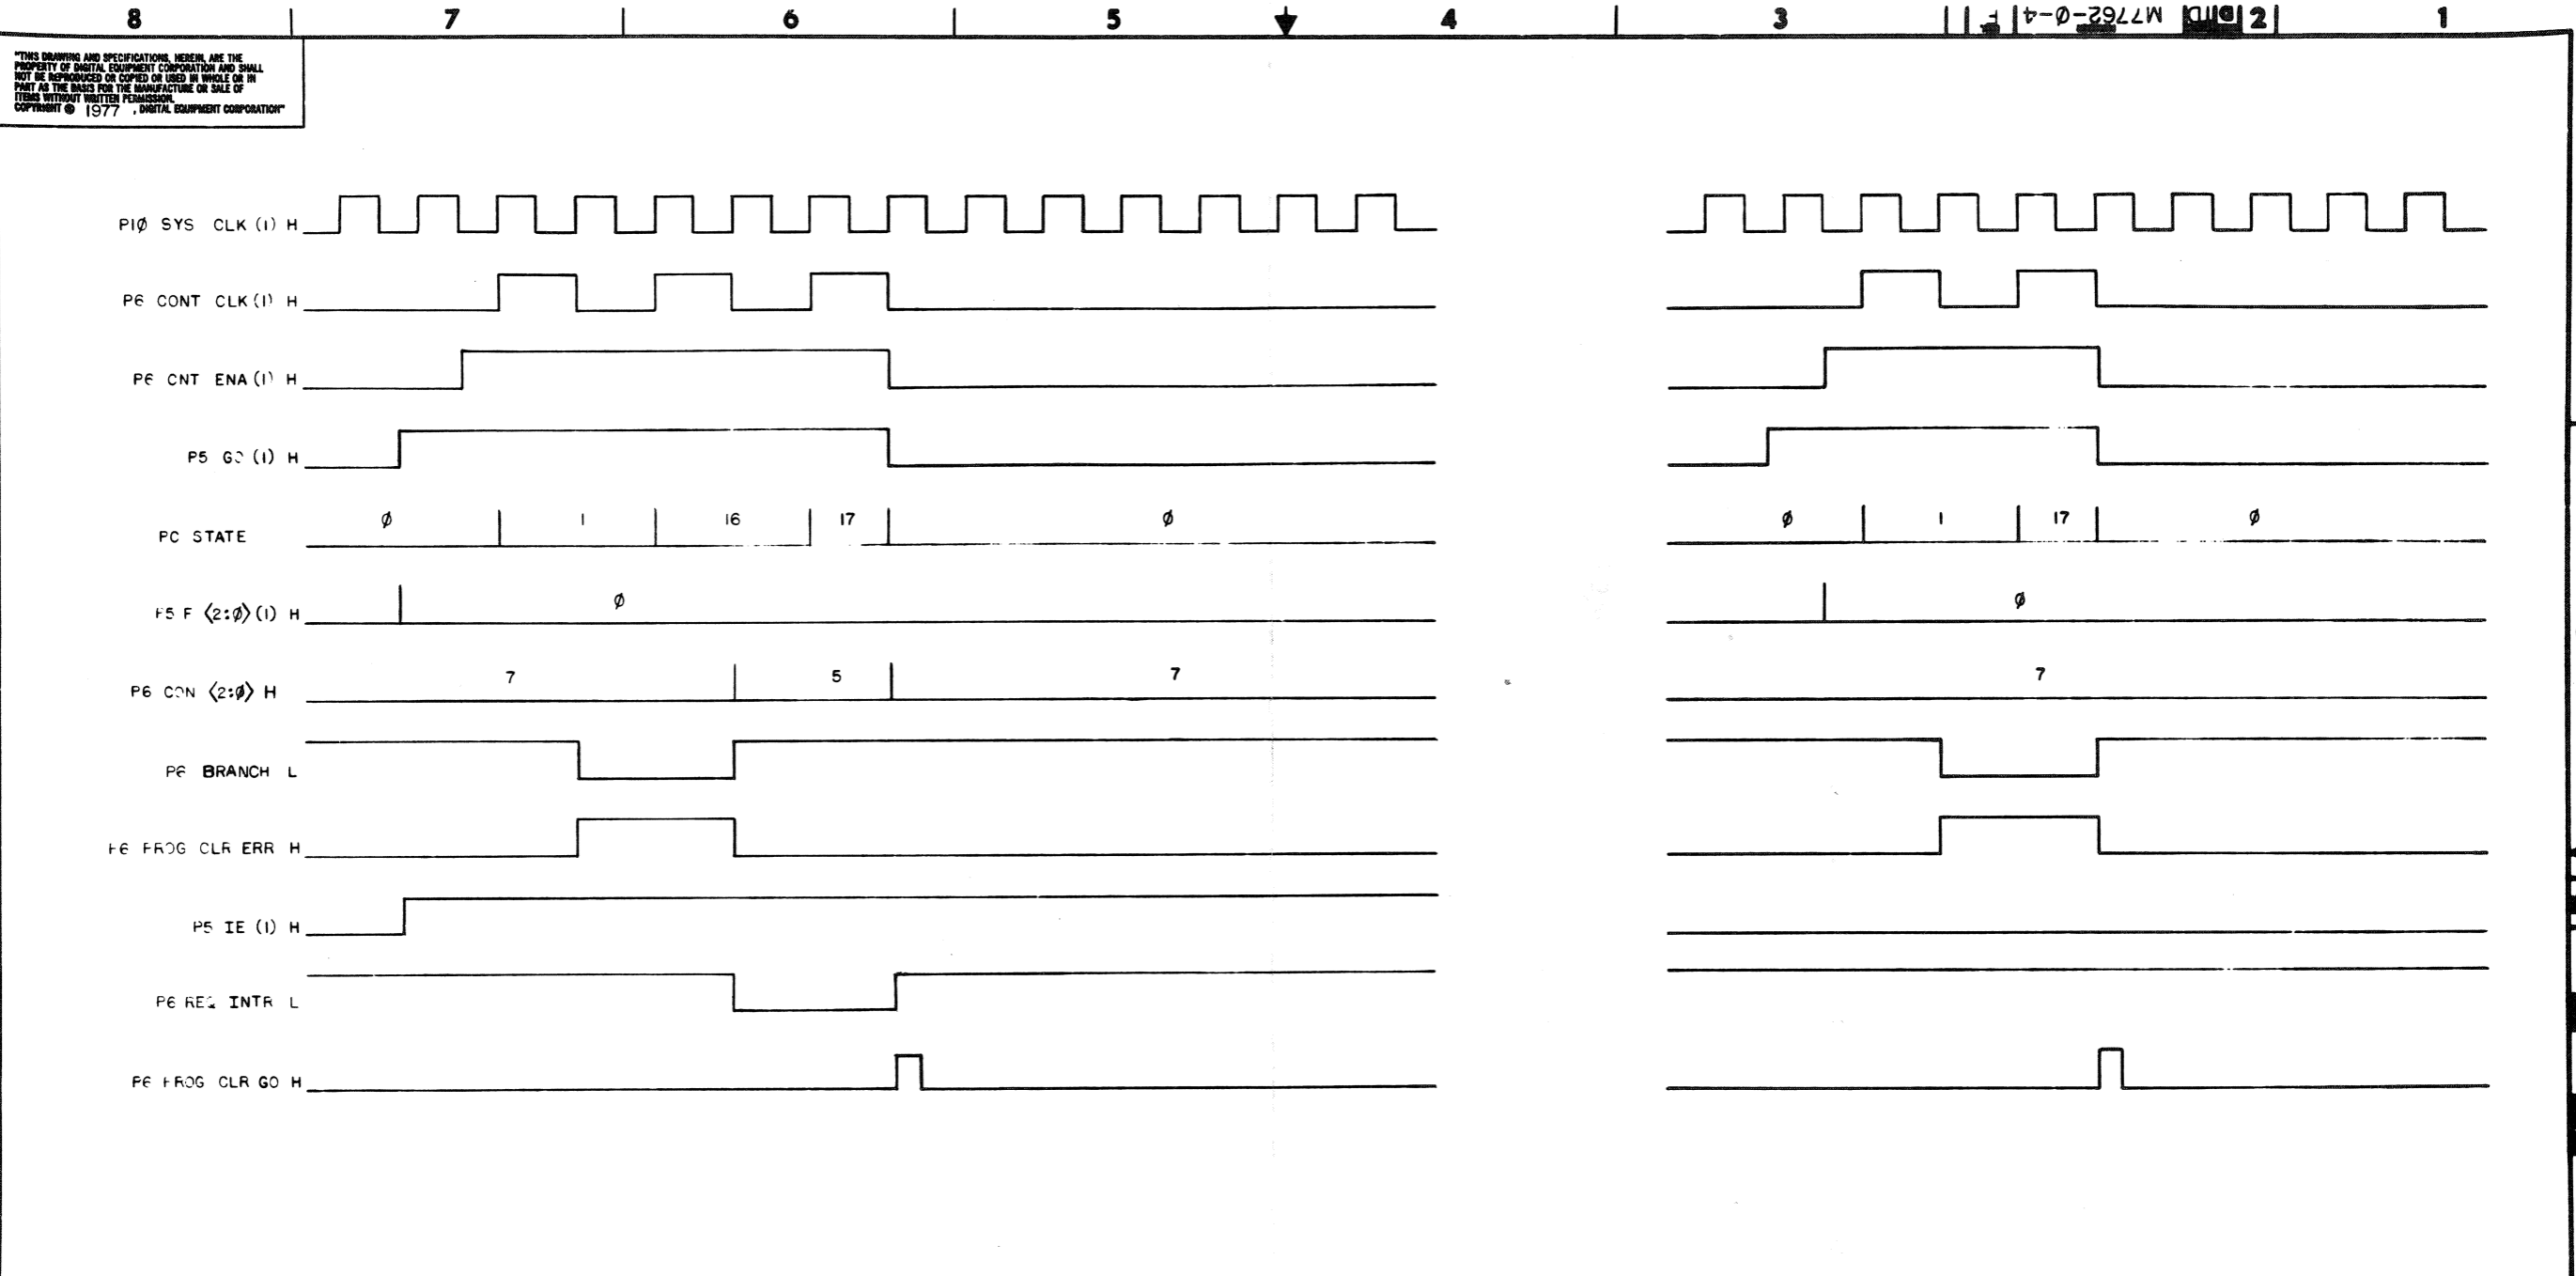 8 7 6 5 4 3 M7762-Ø-4 2 1
"THIS DRAWING AND SPECIFICATIONS, HEREIN, ARE THE
PROPERTY OF DIGITAL EQUIPMENT CORPORATION AND SHALL
NOT BE REPRODUCED OR COPIED OR USED IN WHOLE OR IN
PART AS THE BASIS FOR THE MANUFACTURE OR SALE OF
ITEMS WITHOUT WRITTEN PERMISSION.
COPYRIGHT © 1977 , DIGITAL EQUIPMENT CORPORATION"
P1Ø SYS CLK (1) H
P6 CONT CLK (1) H
P6 CNT ENA (1) H
P5 GO (1) H
PC STATE Ø 1 16 17 Ø Ø 1 17 Ø
P5 F <2:Ø> (1) H Ø Ø
P6 CON <2:Ø> H 7 5 7 7
P6 BRANCH L
P6 PROG CLR ERR H
P5 IE (1) H
P6 REQ INTR L
P6 PROG CLR GO H